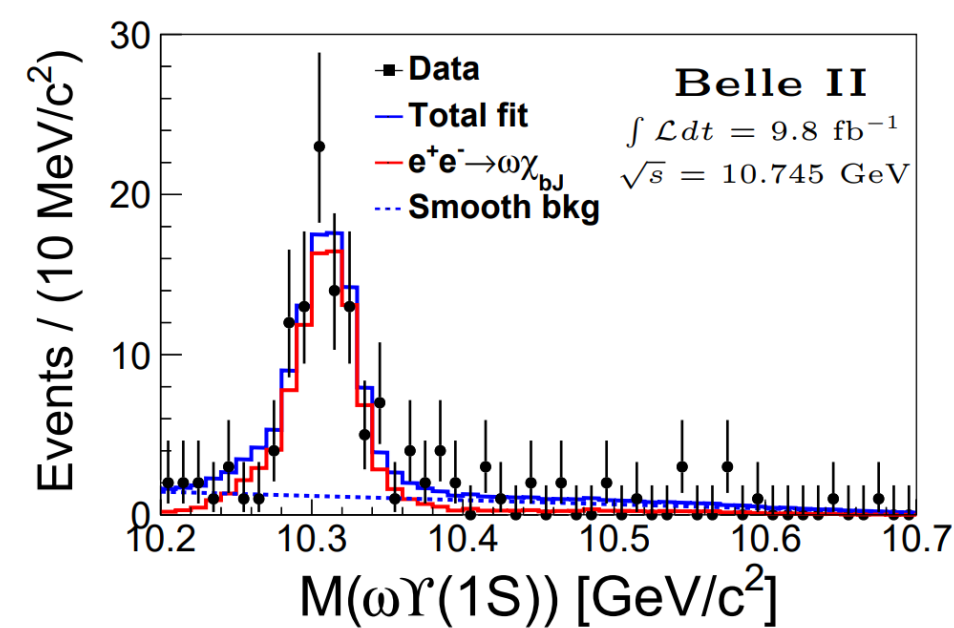 30
20
10
0
Events / (10 MeV/c²)
Data
Total fit
e⁺e⁻→ωχ_bJ
Smooth bkg
Belle II
∫ ℒdt = 9.8 fb⁻¹
√s = 10.745 GeV
10.2 10.3 10.4 10.5 10.6 10.7
M(ωϒ(1S)) [GeV/c²]